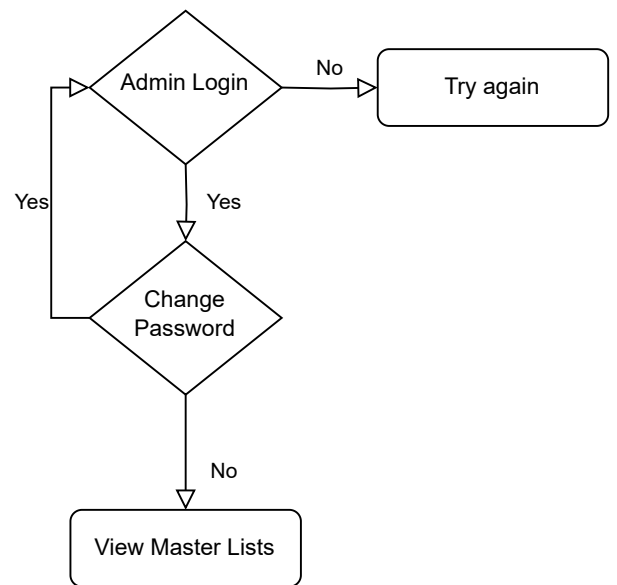 Admin Login
No
Try again
Yes
Yes
Change
Password
No
View Master Lists